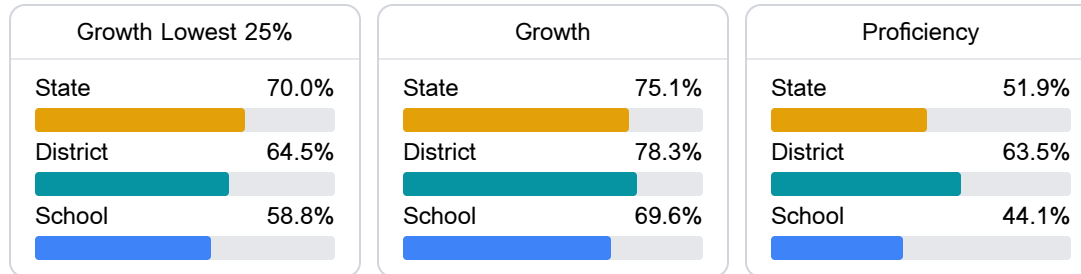 Growth Lowest 25%
State 70.0%
District 64.5%
School 58.8%
Growth
State 75.1%
District 78.3%
School 69.6%
Proficiency
State 51.9%
District 63.5%
School 44.1%